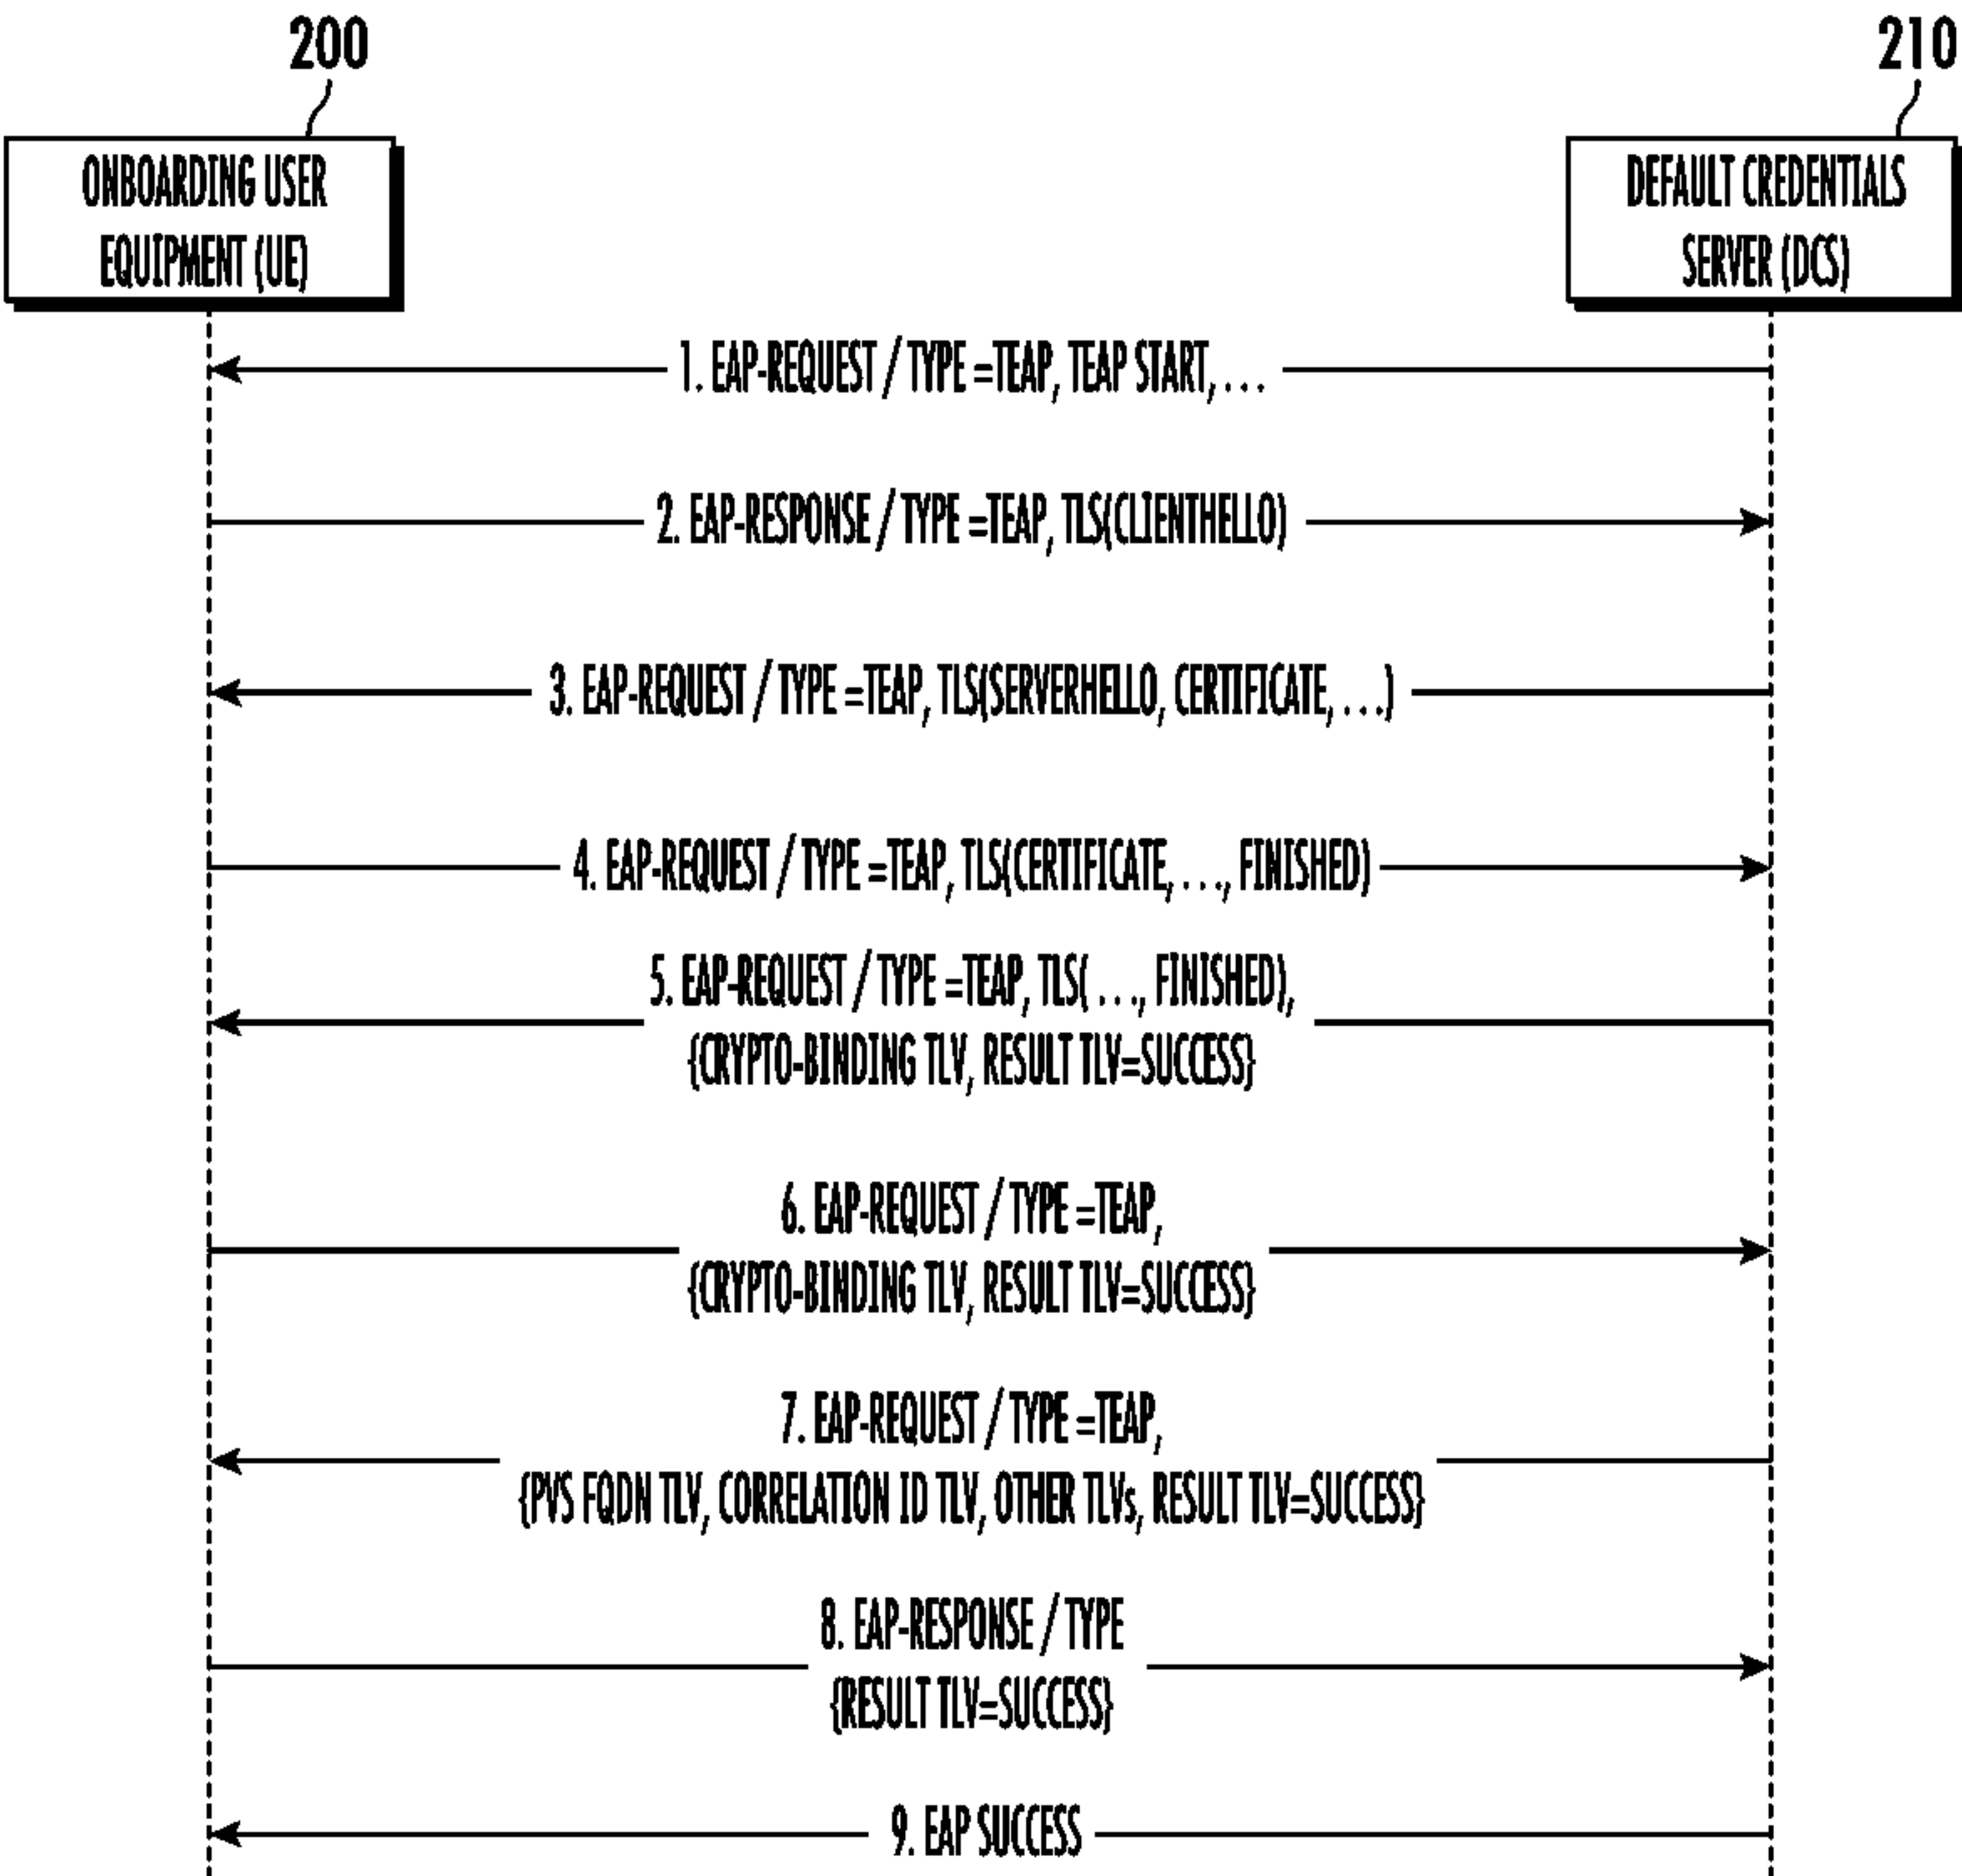 200
210
ONBOARDING USER
EQUIPMENT (UE)
DEFAULT CREDENTIALS
SERVER (DCS)
1. EAP-REQUEST / TYPE =TEAP, TEAP START, . . .
2. EAP-RESPONSE / TYPE =TEAP, TLS(CLIENTHELLO)
3. EAP-REQUEST / TYPE =TEAP, TLS(SERVERHELLO, CERTIFICATE, . . .)
4. EAP-REQUEST / TYPE =TEAP, TLS(CERTIFICATE, . . ., FINISHED)
5. EAP-REQUEST / TYPE =TEAP, TLS( . . ., FINISHED),
{CRYPTO-BINDING TLV, RESULT TLV=SUCCESS}
6. EAP-REQUEST / TYPE =TEAP,
{CRYPTO-BINDING TLV, RESULT TLV=SUCCESS}
7. EAP-REQUEST / TYPE =TEAP,
{PVS FQDN TLV, CORRELATION ID TLV, OTHER TLVs, RESULT TLV=SUCCESS}
8. EAP-RESPONSE / TYPE
{RESULT TLV=SUCCESS}
9. EAP SUCCESS